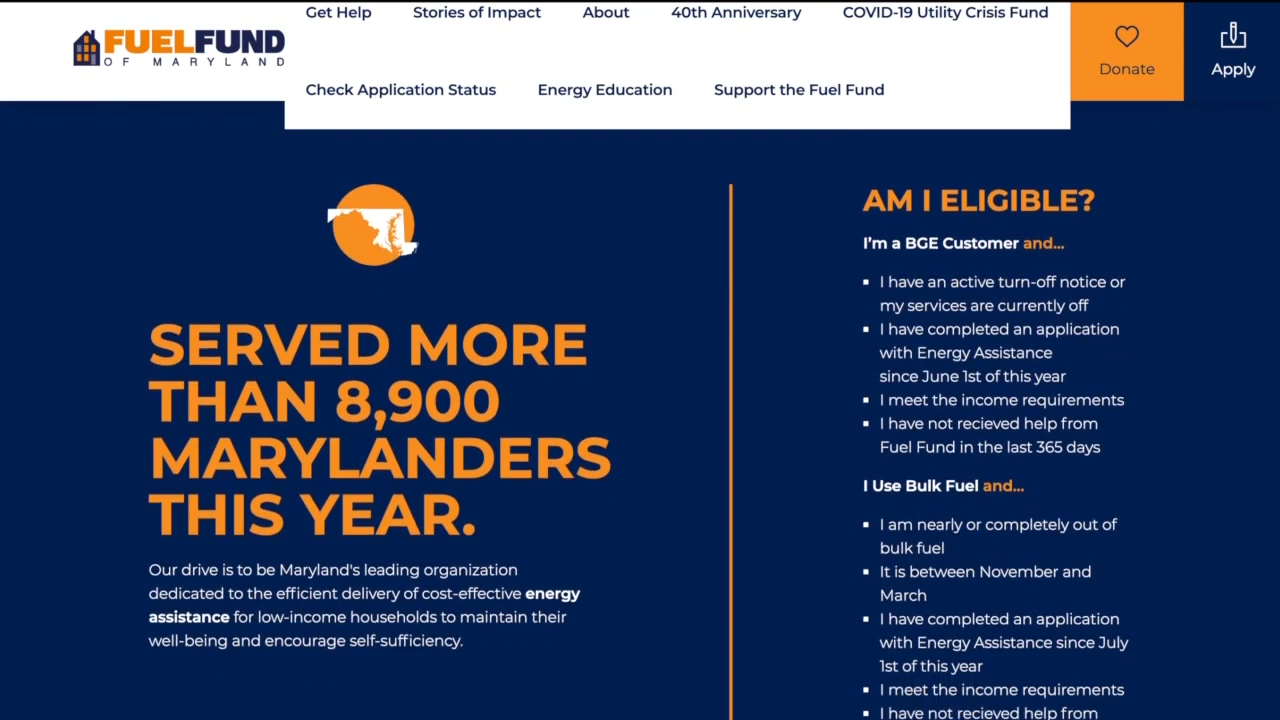 Get Help Stories of Impact About 40th Anniversary COVID-19 Utility Crisis Fund
FUELFUND
OF MARYLAND
Donate
Apply
Check Application Status Energy Education Support the Fuel Fund
SERVED MORE
THAN 8,900
MARYLANDERS
THIS YEAR.
Our drive is to be Maryland's leading organization
dedicated to the efficient delivery of cost-effective energy
assistance for low-income households to maintain their
well-being and encourage self-sufficiency.
AM I ELIGIBLE?
I'm a BGE Customer and...
I have an active turn-off notice or
my services are currently off
I have completed an application
with Energy Assistance
since June 1st of this year
I meet the income requirements
I have not recieved help from
Fuel Fund in the last 365 days
I Use Bulk Fuel and...
I am nearly or completely out of
bulk fuel
It is between November and
March
I have completed an application
with Energy Assistance since July
1st of this year
I meet the income requirements
I have not recieved help from